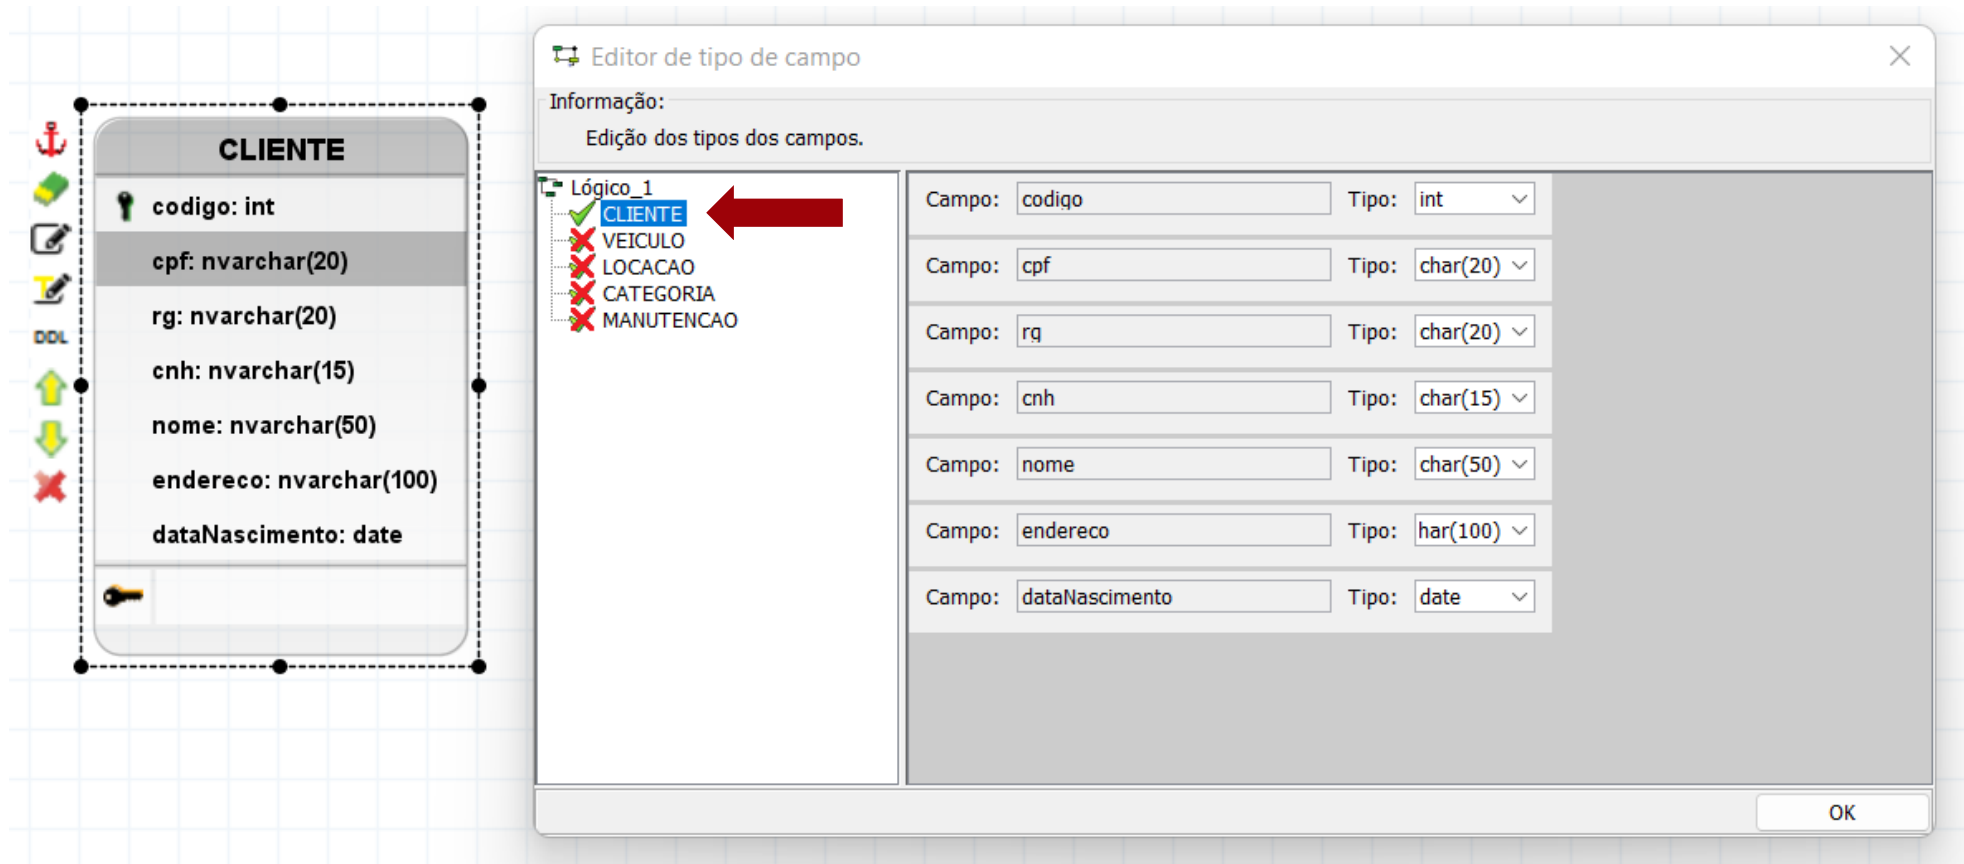 CLIENTE
codigo: int
cpf: nvarchar(20)
rg: nvarchar(20)
cnh: nvarchar(15)
nome: nvarchar(50)
endereco: nvarchar(100)
dataNascimento: date
T
DDL
Editor de tipo de campo
Informação:
Edição dos tipos dos campos.
Lógico_1
CLIENTE
VEICULO
LOCACAO
CATEGORIA
MANUTENCAO
Campo: codigo Tipo: int
Campo: cpf Tipo: char(20)
Campo: rg Tipo: char(20)
Campo: cnh Tipo: char(15)
Campo: nome Tipo: char(50)
Campo: endereco Tipo: har(100)
Campo: dataNascimento Tipo: date
OK